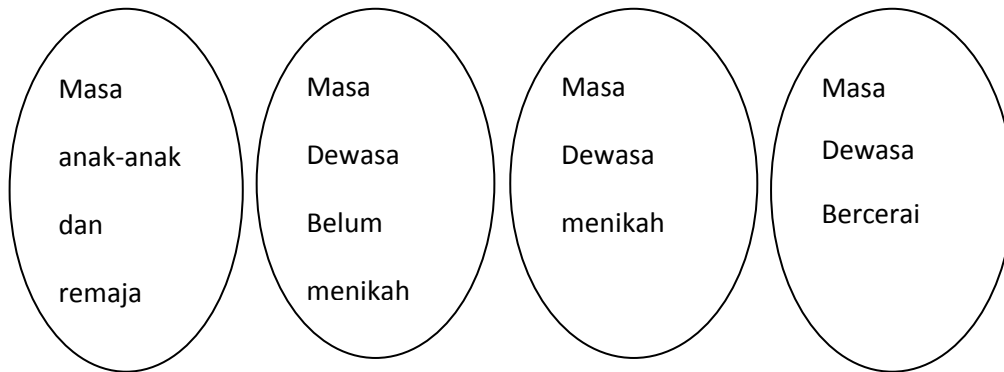 Masa
anak-anak
dan
remaja
Masa
Dewasa
Belum
menikah
Masa
Dewasa
menikah
Masa
Dewasa
Bercerai